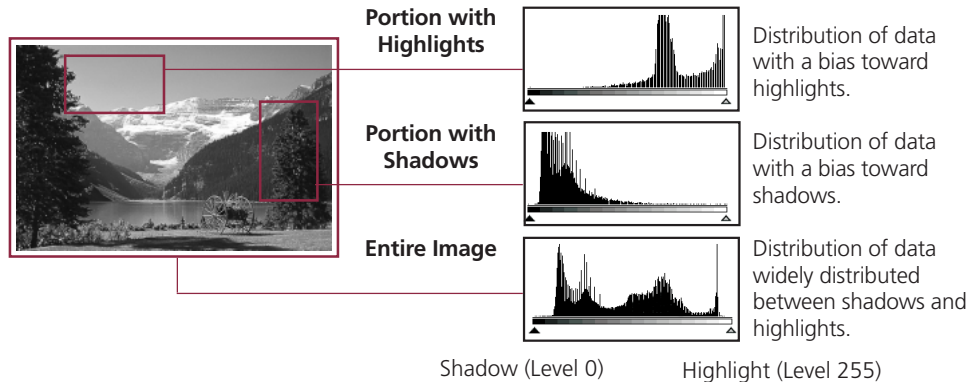 Portion with
Highlights
Distribution of data
with a bias toward
highlights.
Portion with
Shadows
Distribution of data
with a bias toward
shadows.
Entire Image
Distribution of data
widely distributed
between shadows and
highlights.
Shadow (Level 0)
Highlight (Level 255)